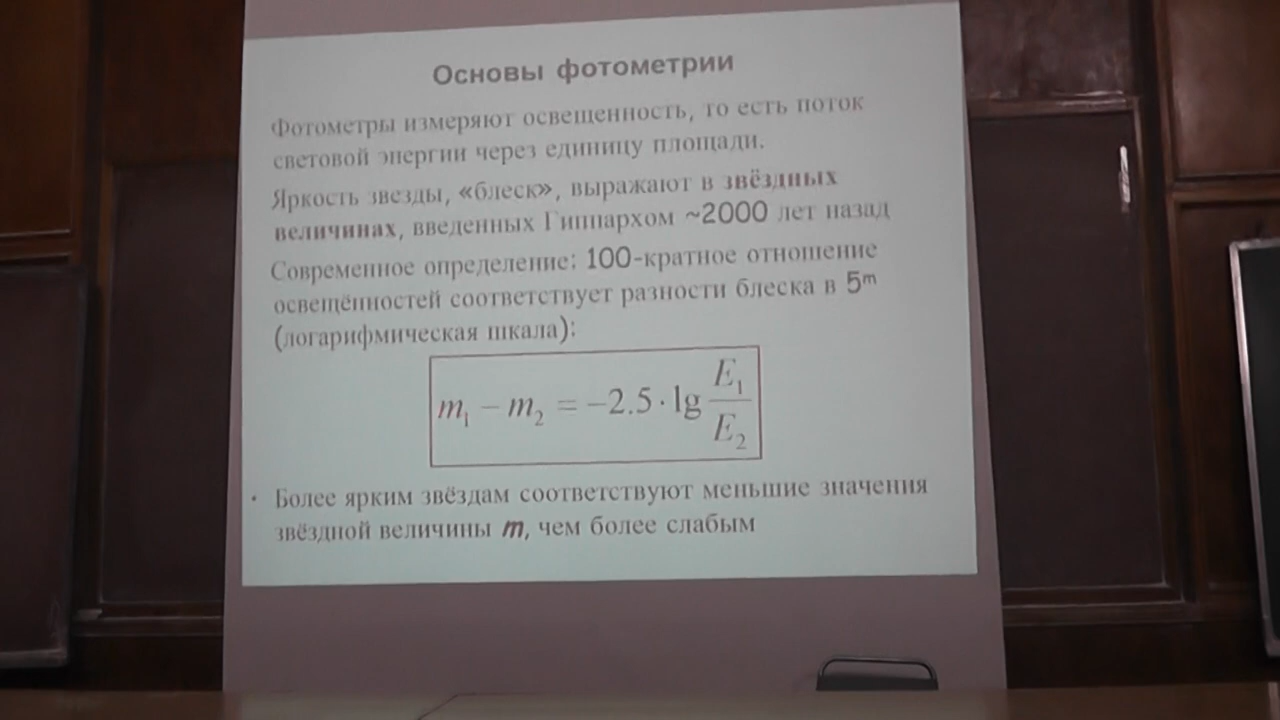 Основы фотометрии
Фотометры измеряют освещенность, то есть поток
световой энергии через единицу площади.
Яркость звезды, «блеск», выражают в звёздных
величинах, введенных Гиппархом ~2000 лет назад
Современное определение: 100-кратное отношение
освещённостей соответствует разности блеска в 5ᵐ
(логарифмическая шкала):
m₁ − m₂ = −2.5 · lg E₁/E₂
• Более ярким звёздам соответствуют меньшие значения
звёздной величины m, чем более слабым